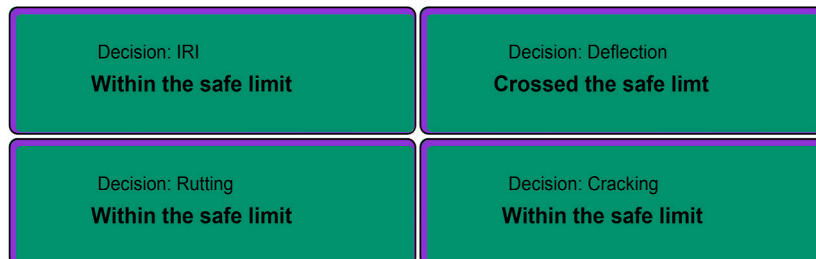 Decision: IRI
Within the safe limit
Decision: Deflection
Crossed the safe limt
Decision: Rutting
Within the safe limit
Decision: Cracking
Within the safe limit